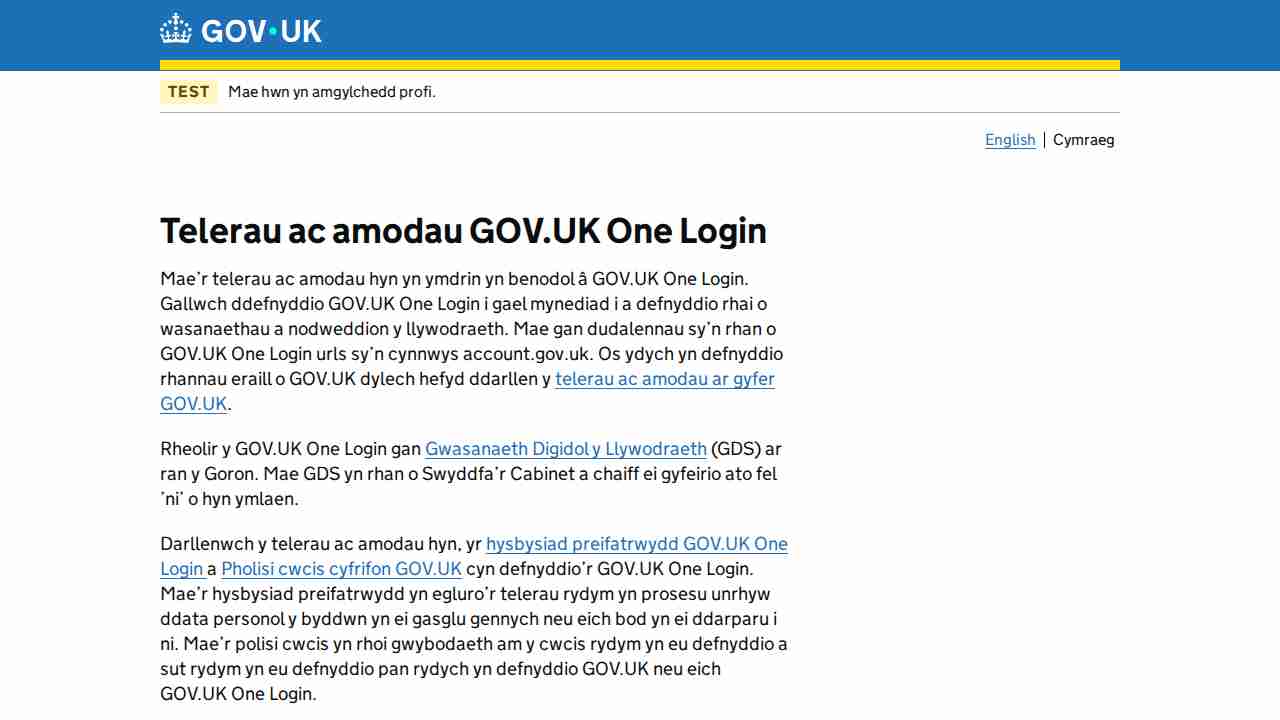 GOV·UK
TEST Mae hwn yn amgylchedd profi.
English | Cymraeg
Telerau ac amodau GOV.UK One Login
Mae'r telerau ac amodau hyn yn ymdrin yn benodol â GOV.UK One Login.
Gallwch ddefnyddio GOV.UK One Login i gael mynediad i a defnyddio rhai o
wasanaethau a nodweddion y llywodraeth. Mae gan dudalennau sy'n rhan o
GOV.UK One Login urls sy'n cynnwys account.gov.uk. Os ydych yn defnyddio
rhannau eraill o GOV.UK dylech hefyd ddarllen y telerau ac amodau ar gyfer
GOV.UK.
Rheolir y GOV.UK One Login gan Gwasanaeth Digidol y Llywodraeth (GDS) ar
ran y Goron. Mae GDS yn rhan o Swyddfa'r Cabinet a chaiff ei gyfeirio ato fel
'ni' o hyn ymlaen.
Darllenwch y telerau ac amodau hyn, yr hysbysiad preifatrwydd GOV.UK One
Login a Pholisi cwcis cyfrifon GOV.UK cyn defnyddio'r GOV.UK One Login.
Mae'r hysbysiad preifatrwydd yn egluro'r telerau rydym yn prosesu unrhyw
ddata personol y byddwn yn ei gasglu gennych neu eich bod yn ei ddarparu i
ni. Mae'r polisi cwcis yn rhoi gwybodaeth am y cwcis rydym yn eu defnyddio a
sut rydym yn eu defnyddio pan rydych yn defnyddio GOV.UK neu eich
GOV.UK One Login.